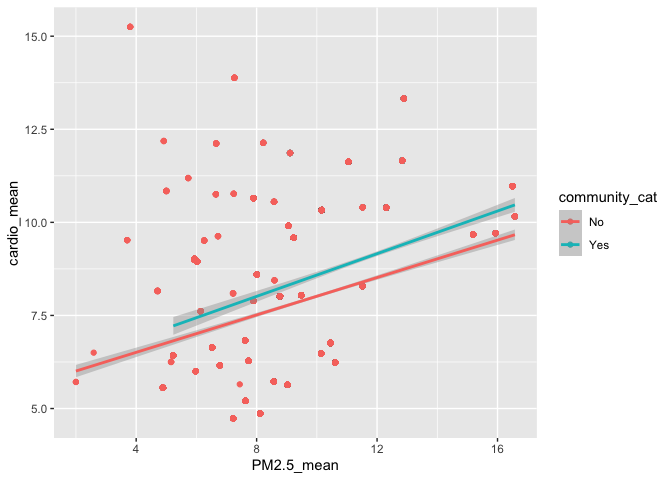 15.0
12.5
10.0
7.5
5.0
cardio_mean
4
8
12
16
PM2.5_mean
community_cat
No
Yes